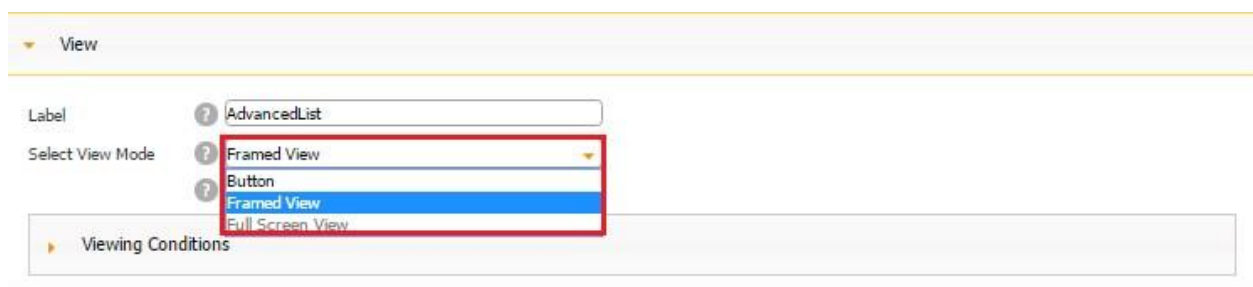 View
Label ? AdvancedList
Select View Mode ? Framed View
? Button
Framed View
Full Screen View
Viewing Conditions